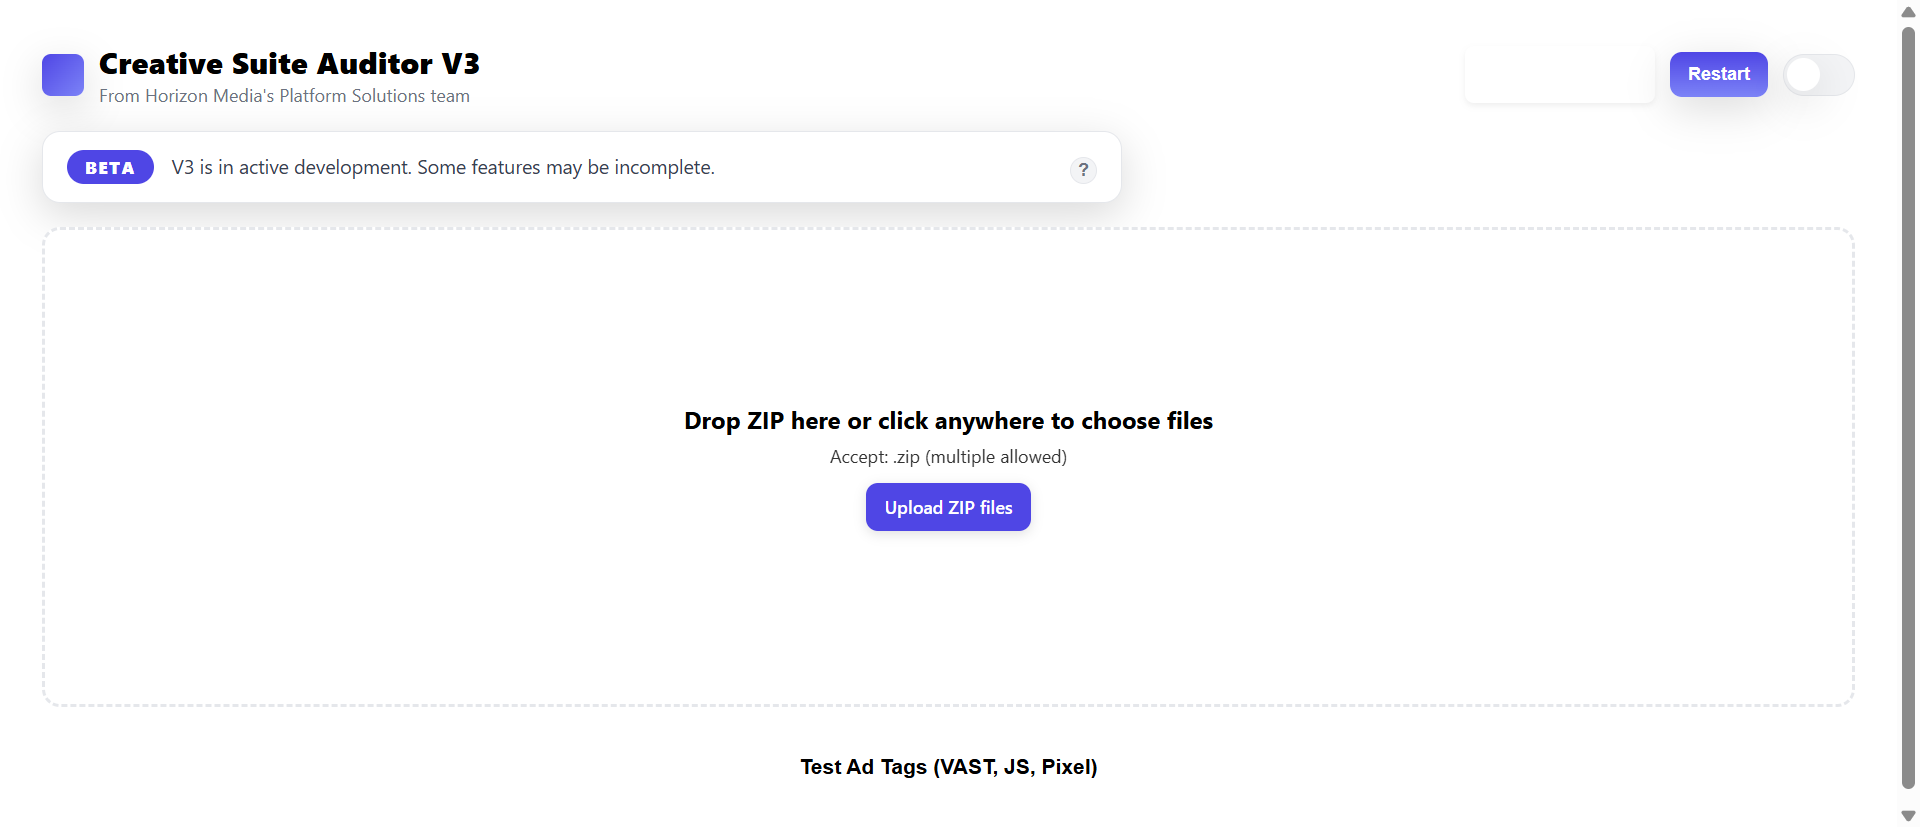 Creative Suite Auditor V3
From Horizon Media's Platform Solutions team
Restart
BETA
V3 is in active development. Some features may be incomplete.
?
Drop ZIP here or click anywhere to choose files
Accept: .zip (multiple allowed)
Upload ZIP files
Test Ad Tags (VAST, JS, Pixel)